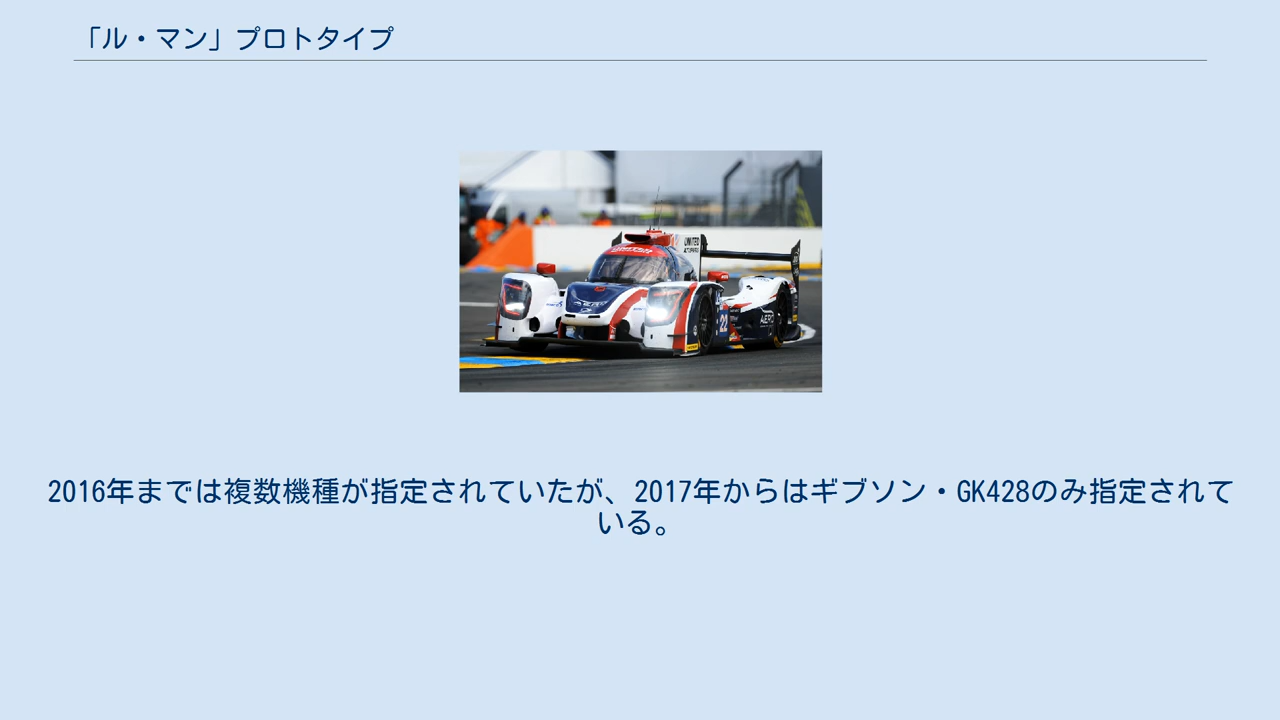 「ル・マン」プロトタイプ
UNITED
22
2016年までは複数機種が指定されていたが、2017年からはギブソン・GK428のみ指定されて
いる。